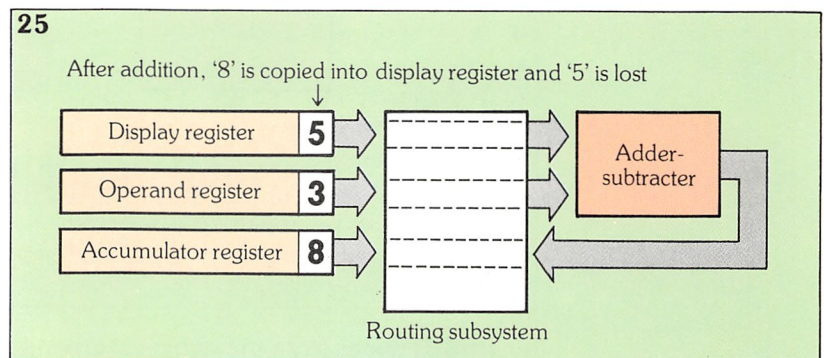 25
After addition, ‘8’ is copied into display register and ‘5’ is lost
Display register 5
Operand register 3
Accumulator register 8
Adder-
subtracter
Routing subsystem